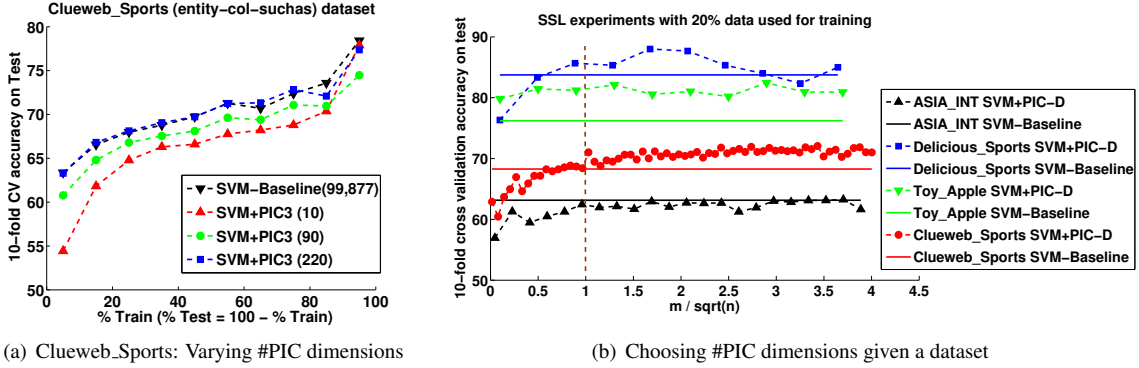 Clueweb_Sports (entity-col-suchas) dataset
10-fold CV accuracy on Test
80
75
70
65
60
55
50
0
20
40
60
80
100
SVM-Baseline(99,877)
SVM+PIC3 (10)
SVM+PIC3 (90)
SVM+PIC3 (220)
% Train (% Test = 100 - % Train)
(a) Clueweb_Sports: Varying #PIC dimensions
SSL experiments with 20% data used for training
10-fold cross validation accuracy on test
90
80
70
60
50
0
0.5
1
1.5
2
2.5
3
3.5
4
4.5
m / sqrt(n)
ASIA_INT SVM+PIC-D
ASIA_INT SVM-Baseline
Delicious_Sports SVM+PIC-D
Delicious_Sports SVM-Baseline
Toy_Apple SVM+PIC-D
Toy_Apple SVM-Baseline
Clueweb_Sports SVM+PIC-D
Clueweb_Sports SVM-Baseline
(b) Choosing #PIC dimensions given a dataset